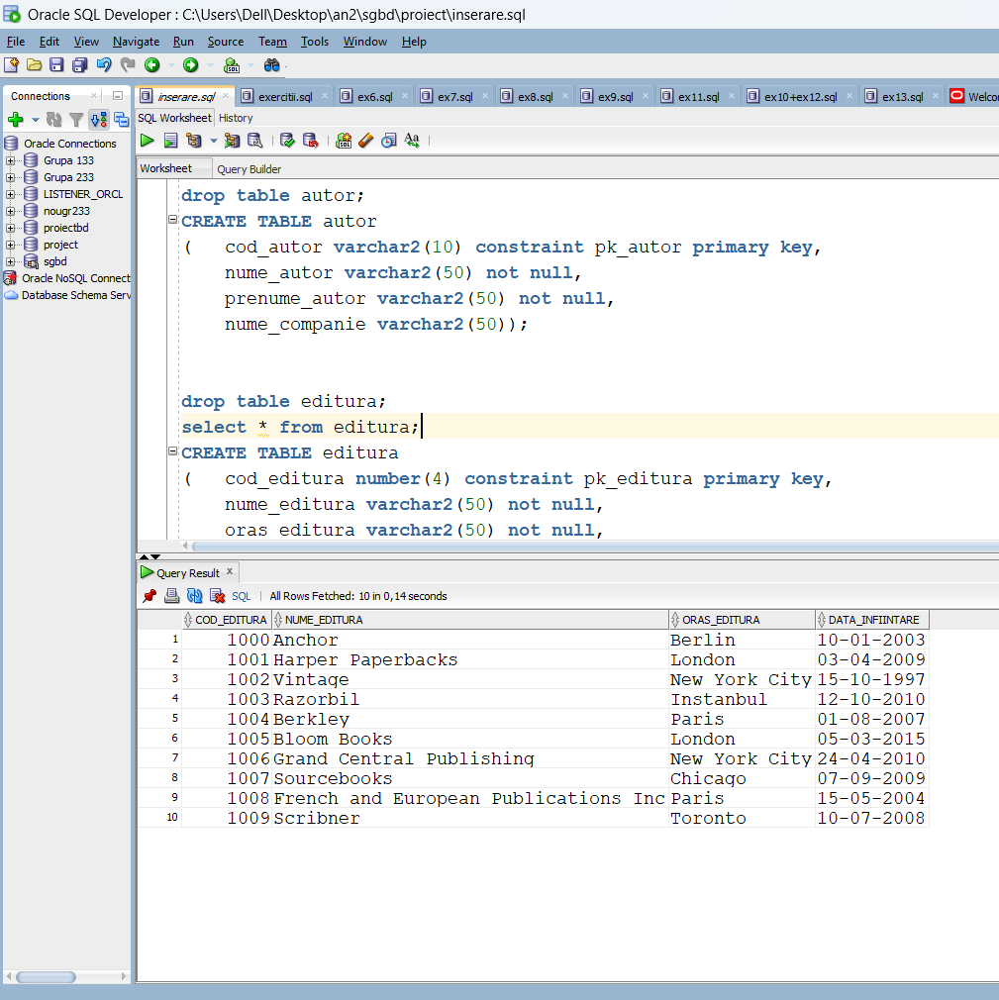 Oracle SQL Developer : C:\Users\Dell\Desktop\an2\sgbd\proiect\inserare.sql
File Edit View Navigate Run Source Team Tools Window Help
Connections
Oracle Connections
Grupa 133
Grupa 233
LISTENER_ORCL
nougr233
proiectbd
project
sgbd
Oracle NoSQL Connect
Database Schema Serv
inserare.sql exercitii.sql ex6.sql ex7.sql ex8.sql ex9.sql ex11.sql ex10+ex12.sql ex13.sql Welco
SQL Worksheet History
Worksheet Query Builder
drop table autor;
CREATE TABLE autor
( cod_autor varchar2(10) constraint pk_autor primary key,
nume_autor varchar2(50) not null,
prenume_autor varchar2(50) not null,
nume_companie varchar2(50));
drop table editura;
select * from editura;
CREATE TABLE editura
( cod_editura number(4) constraint pk_editura primary key,
nume_editura varchar2(50) not null,
oras_editura varchar2(50) not null,
Query Result
SQL | All Rows Fetched: 10 in 0,14 seconds
COD_EDITURA NUME_EDITURA ORAS_EDITURA DATA_INFIINTARE
1 1000 Anchor Berlin 10-01-2003
2 1001 Harper Paperbacks London 03-04-2009
3 1002 Vintage New York City 15-10-1997
4 1003 Razorbil Instanbul 12-10-2010
5 1004 Berkley Paris 01-08-2007
6 1005 Bloom Books London 05-03-2015
7 1006 Grand Central Publishing New York City 24-04-2010
8 1007 Sourcebooks Chicago 07-09-2009
9 1008 French and European Publications Inc Paris 15-05-2004
10 1009 Scribner Toronto 10-07-2008